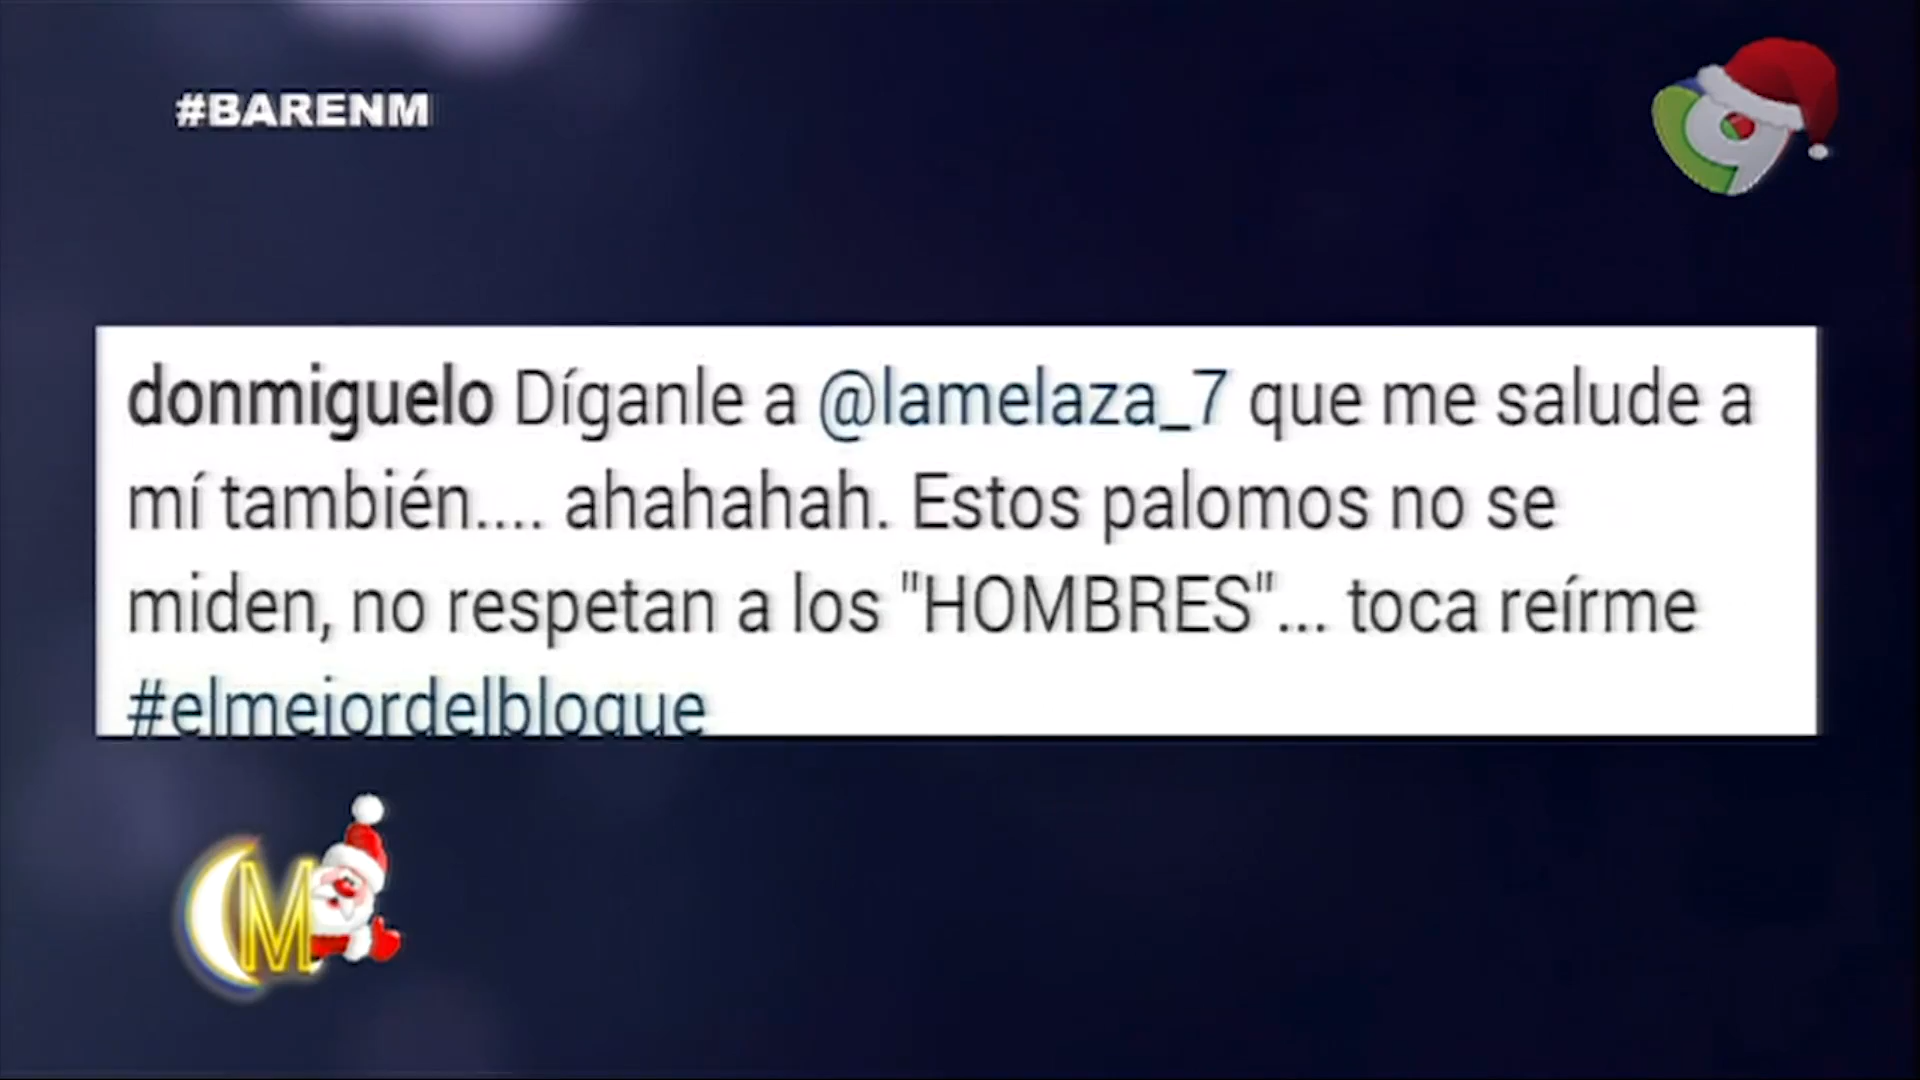 #BARENM
9
donmiguelo Díganle a @lamelaza_7 que me salude a
mí también.... ahahahah. Estos palomos no se
miden, no respetan a los "HOMBRES"... toca reírme
#elmejordelbloque
M